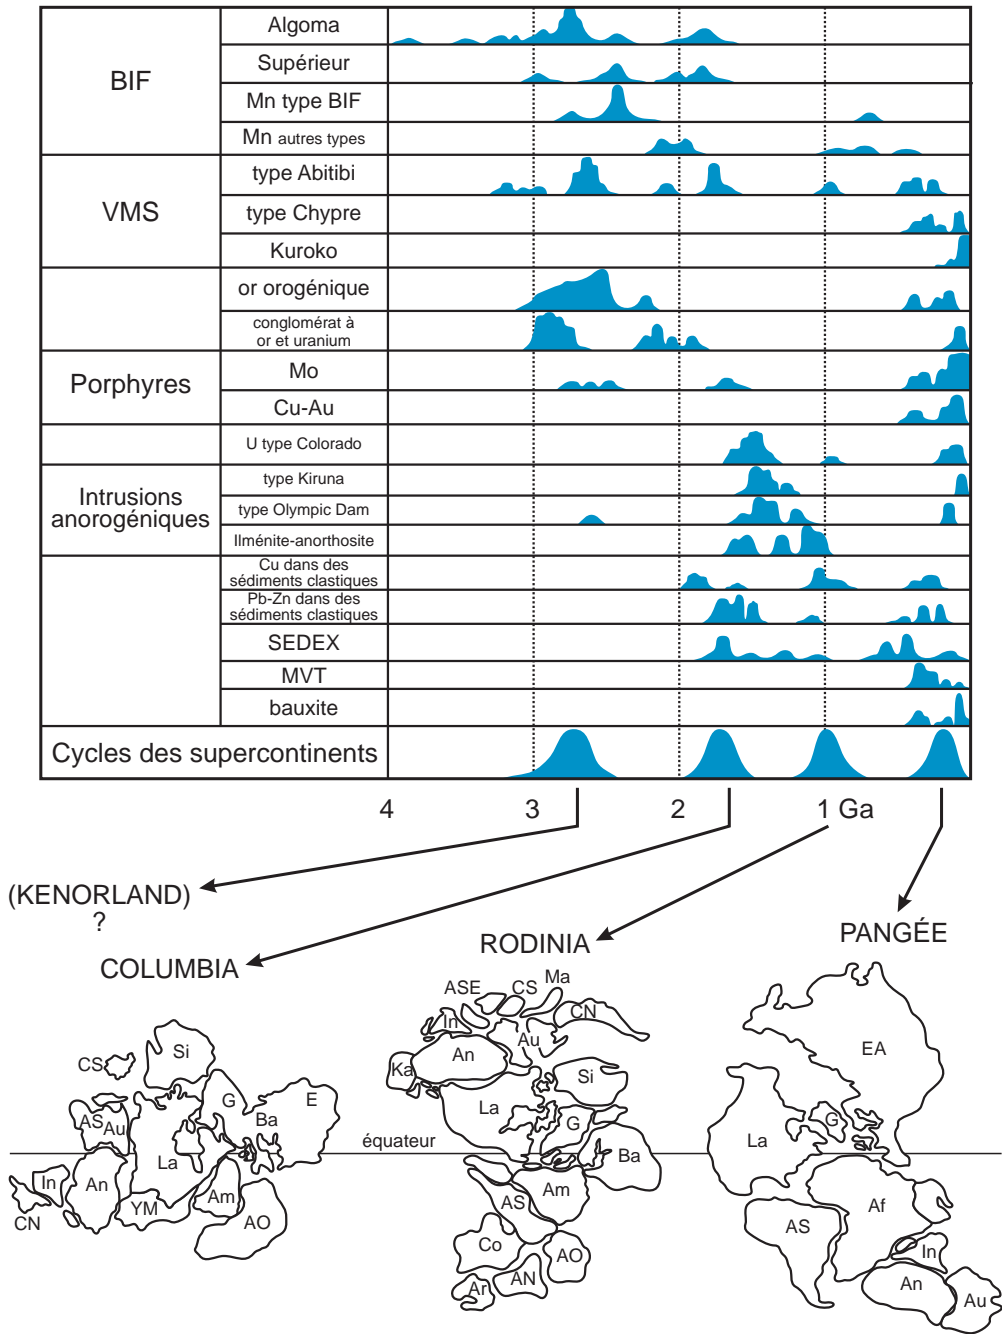 BIF
Algoma
Supérieur
Mn type BIF
Mn autres types
VMS
type Abitibi
type Chypre
Kuroko
or orogénique
conglomérat à
or et uranium
Porphyres
Mo
Cu-Au
U type Colorado
Intrusions
anorogéniques
type Kiruna
type Olympic Dam
Ilménite-anorthosite
Cu dans des
sédiments clastiques
Pb-Zn dans des
sédiments clastiques
SEDEX
MVT
bauxite
Cycles des supercontinents
4 3 2 1 Ga
(KENORLAND)
?
COLUMBIA
RODINIA
PANGÉE
CS
Si
AS
Au
G
Ba
E
La
In
An
CN
YM
Am
AO
équateur
ASE
CS
Ma
In
CN
Au
An
Ka
Si
La
G
Ba
Am
AS
Co
AO
Ar
AN
EA
La
G
Af
AS
In
An
Au